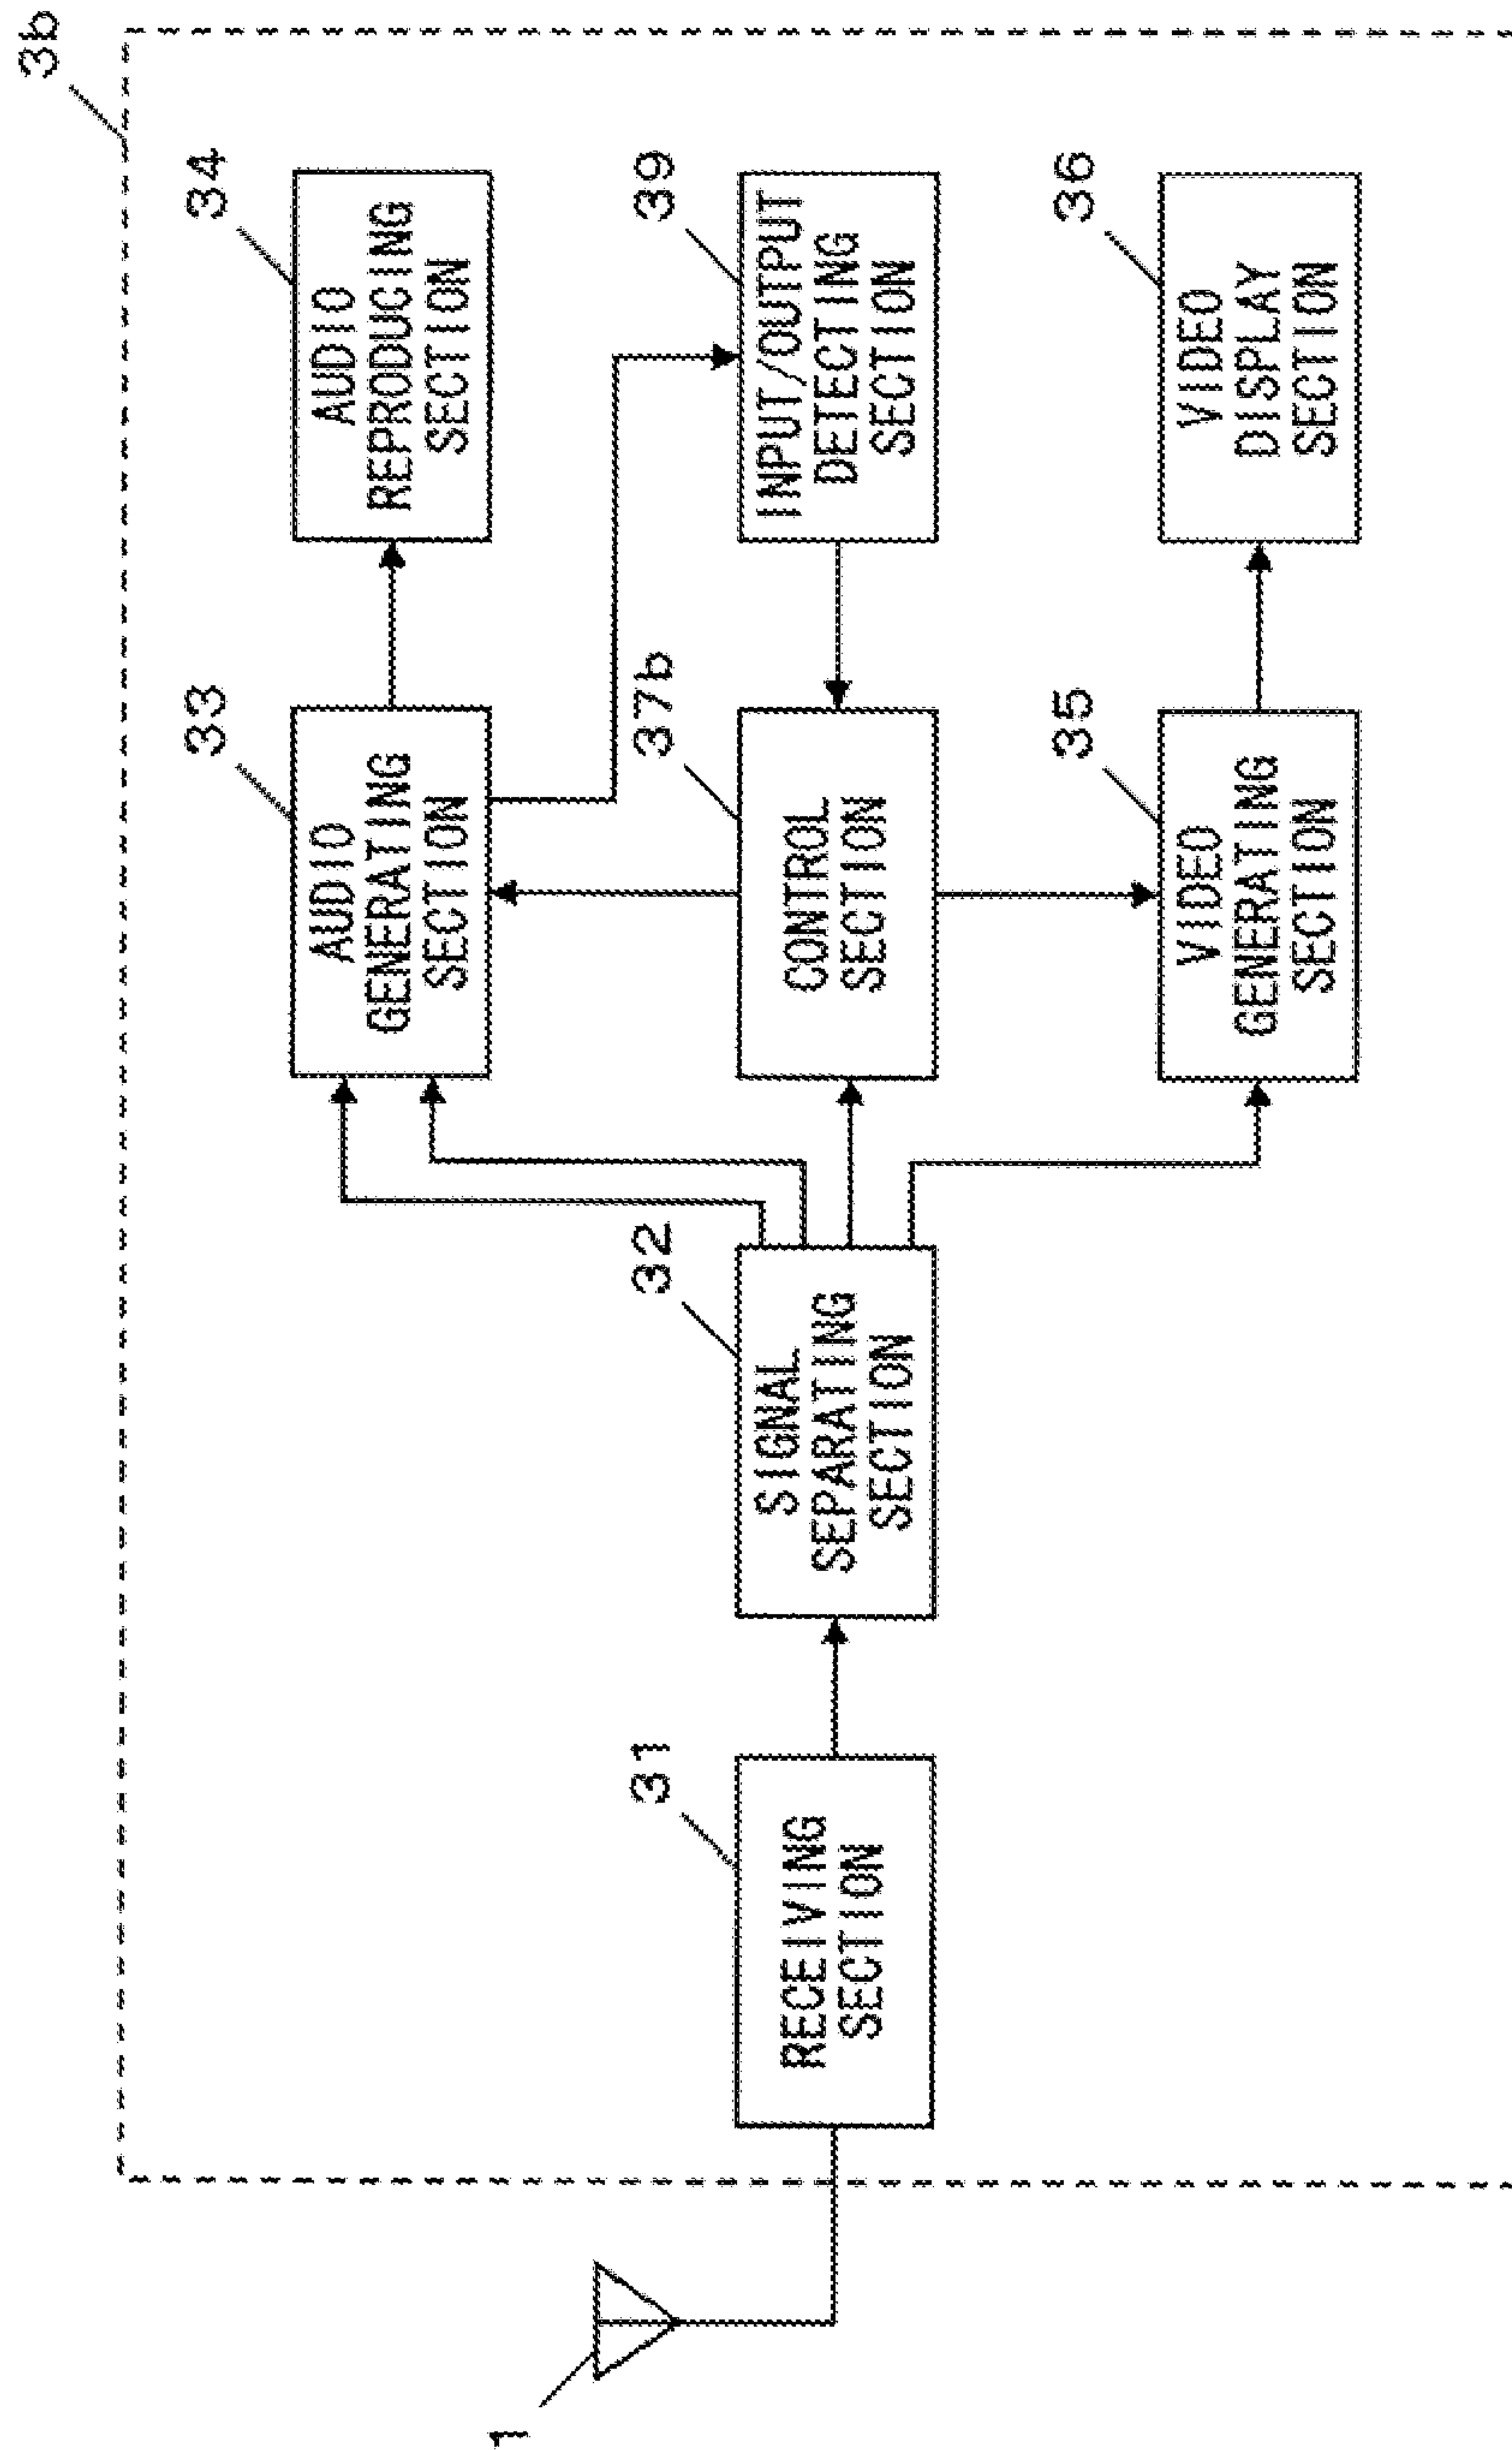 3b
34
AUDIO
REPRODUCING
SECTION
33
AUDIO
GENERATING
SECTION
39
INPUT/OUTPUT
DETECTING
SECTION
37b
CONTROL
SECTION
36
VIDEO
DISPLAY
SECTION
35
VIDEO
GENERATING
SECTION
32
SIGNAL
SEPARATING
SECTION
31
RECEIVING
SECTION
1